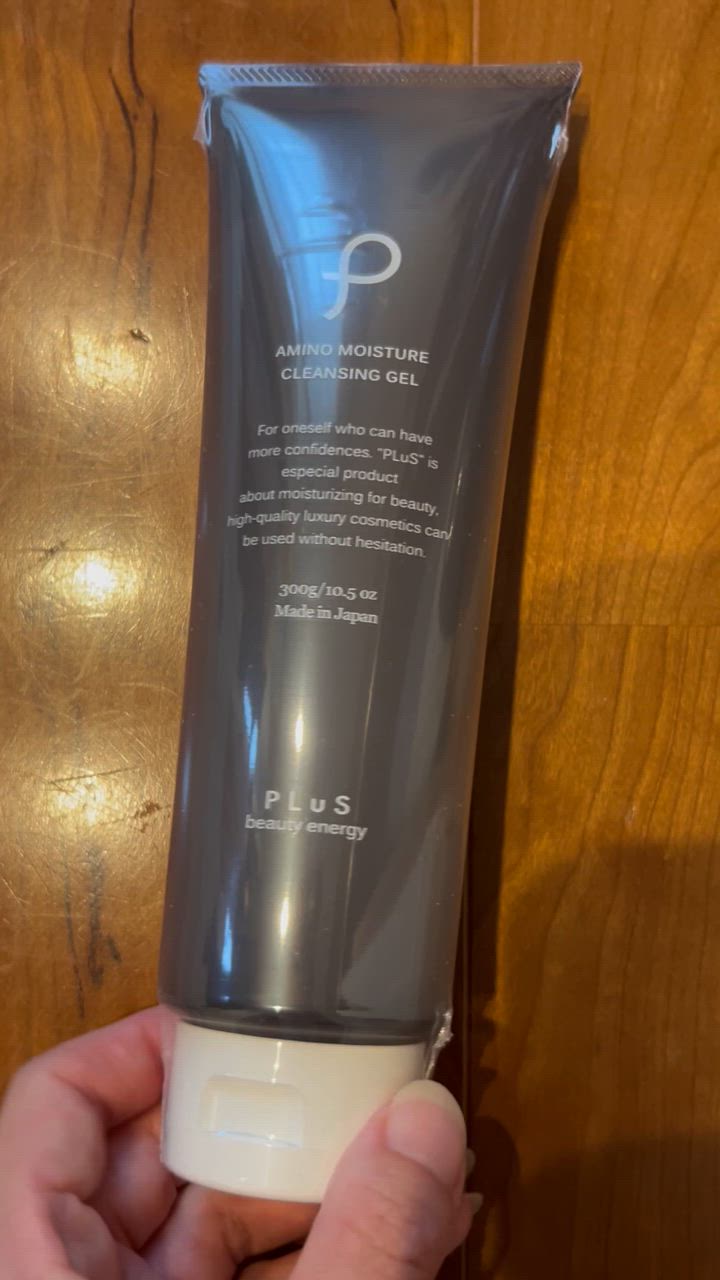 AMINO MOISTURE
CLEANSING GEL
For oneself who can have
more confidences. "PLuS" is
especial product
about moisturizing for beauty,
high-quality luxury cosmetics can
be used without hesitation.
300g/10.5 oz
Made in Japan
PLuS
beauty energy